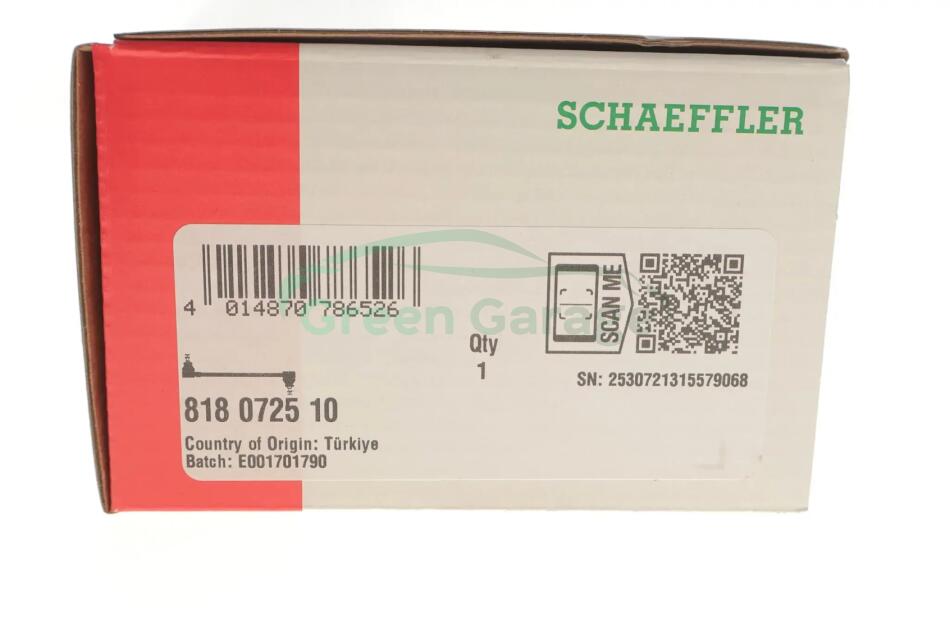 SCHAEFFLER
4 014870 786526
Green Garage
SCAN ME
Qty
1
SN: 2530721315579068
818 0725 10
Country of Origin: Türkiye
Batch: E001701790